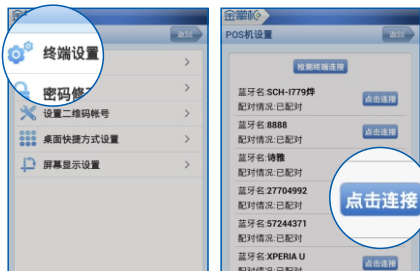 返回
终端设置
密码修
设置二维码帐号
桌面快捷方式设置
屏幕显示设置
金掌柜
POS机设置
返回
检测终端连接
蓝牙名:SCH-I779烨
配对情况:已配对
点击连接
蓝牙名:8888
配对情况:已配对
点击连接
蓝牙名:诗雅
配对情况:已配对
蓝牙名:27704992
配对情况:已配对
点击连接
蓝牙名:57244371
配对情况:已配对
蓝牙名:XPERIA U
配对情况:已配对
点击连接